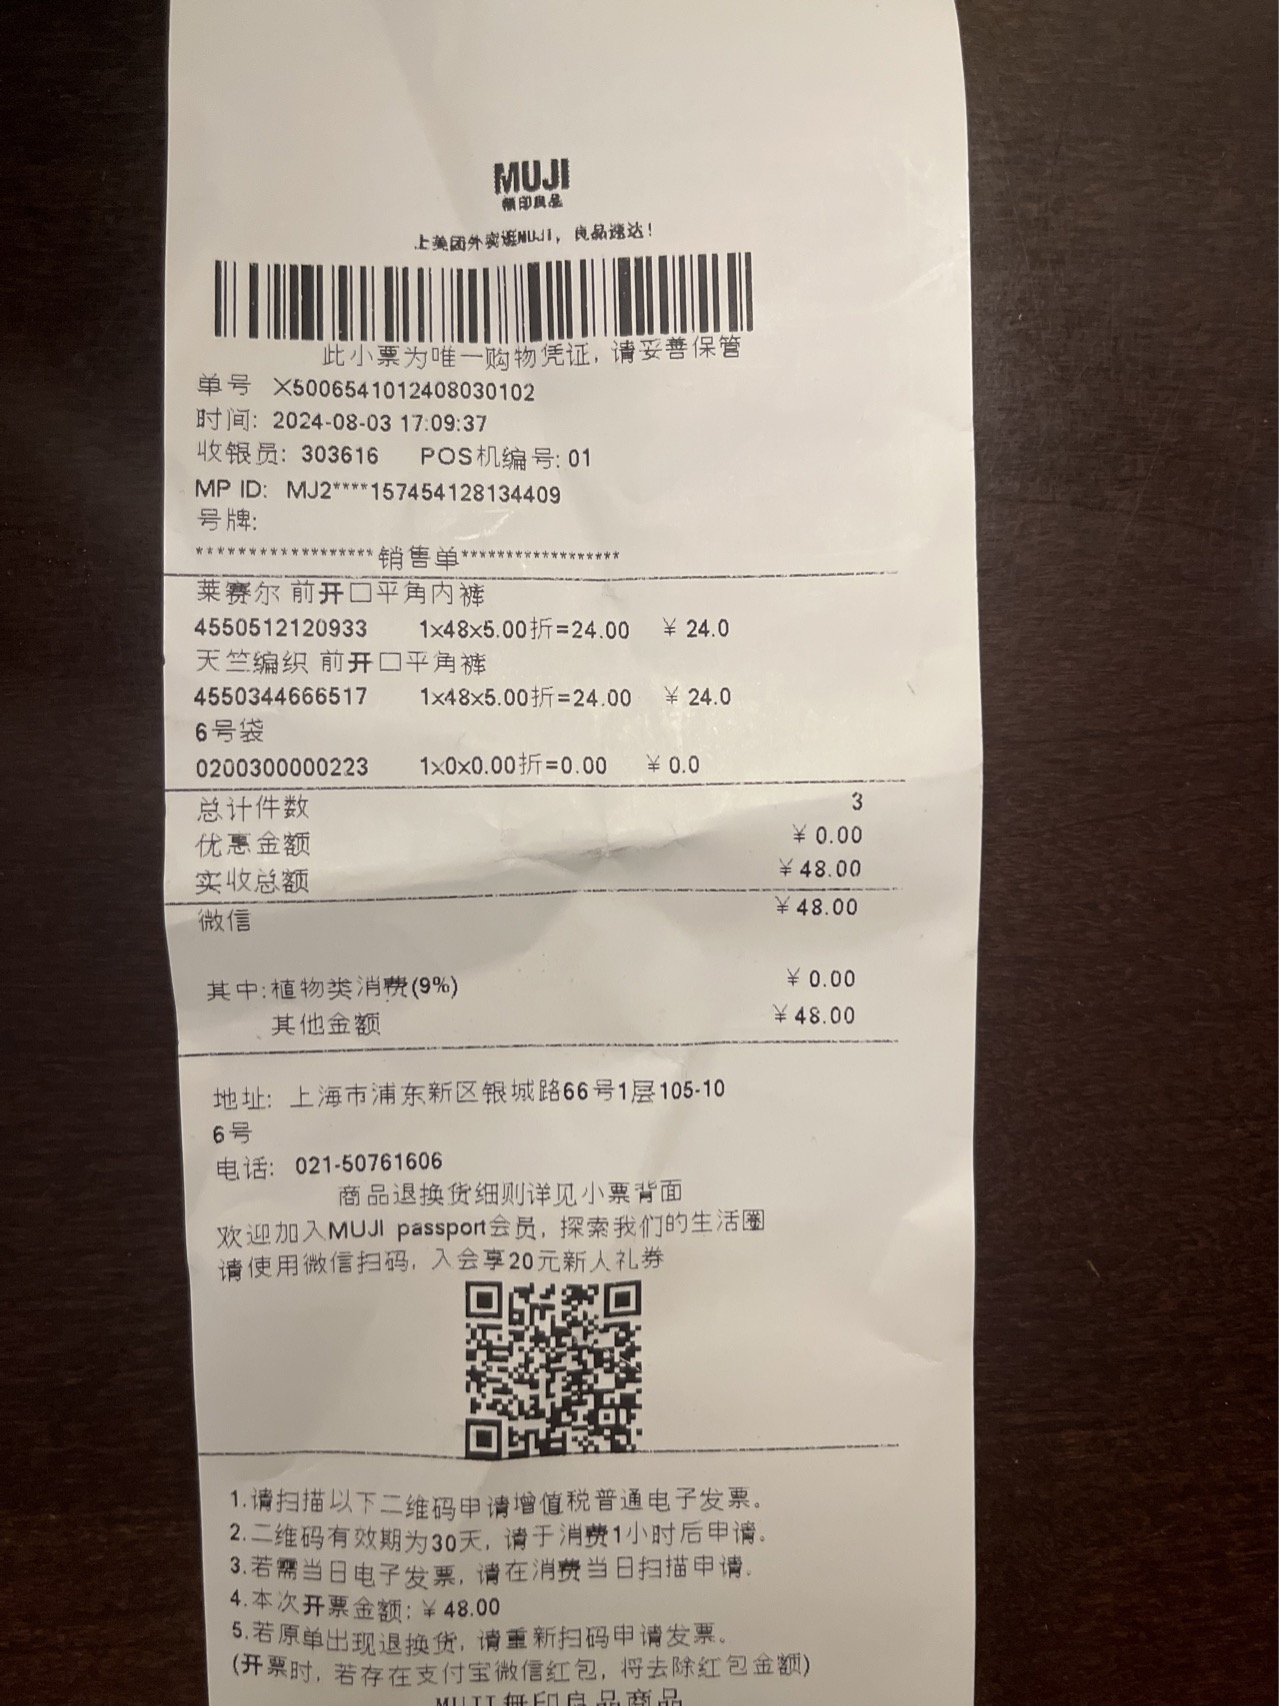 MUJI
無印良品
上美团外卖逛MUJI，良品速达！
此小票为唯一购物凭证，请妥善保管
单号 X5006541012408030102
时间: 2024-08-03 17:09:37
收银员: 303616 POS机编号: 01
MP ID: MJ2****157454128134409
号牌:
******************销售单******************
莱赛尔 前开口平角内裤
4550512120933 1x48x5.00折=24.00 ¥ 24.0
天竺编织 前开口平角裤
4550344666517 1x48x5.00折=24.00 ¥ 24.0
6号袋
0200300000223 1x0x0.00折=0.00 ¥ 0.0
总计件数 3
优惠金额 ¥ 0.00
实收总额 ¥ 48.00
微信 ¥ 48.00
其中:植物类消费(9%) ¥ 0.00
其他金额 ¥ 48.00
地址: 上海市浦东新区银城路66号1层105-10
6号
电话: 021-50761606
商品退换货细则详见小票背面
欢迎加入MUJI passport会员，探索我们的生活圈
请使用微信扫码，入会享20元新人礼券
1.请扫描以下二维码申请增值税普通电子发票。
2.二维码有效期为30天，请于消费1小时后申请。
3.若需当日电子发票，请在消费当日扫描申请。
4.本次开票金额: ¥ 48.00
5.若原单出现退换货，请重新扫码申请发票。
(开票时，若存在支付宝微信红包，将去除红包金额)
MUJI無印良品商品